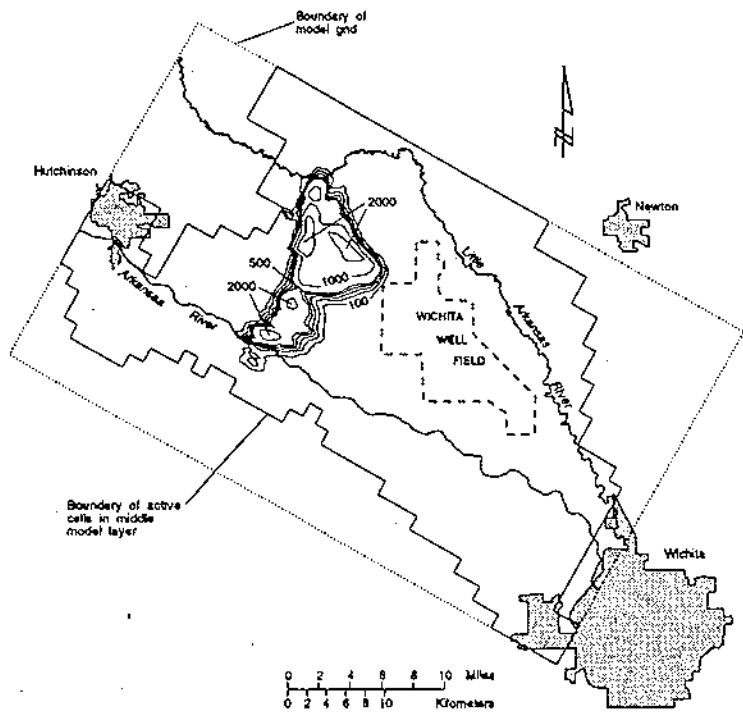 Boundary of
model grid
Hutchinson
2000
Newton
500
1000
2000
100
Arkansas
River
Little
Arkansas
River
WICHITA
WELL
FIELD
Boundary of active
cells in middle
model layer
Wichita
N
0 2 4 6 8 10 Miles
0 2 4 6 8 10
Kilometers